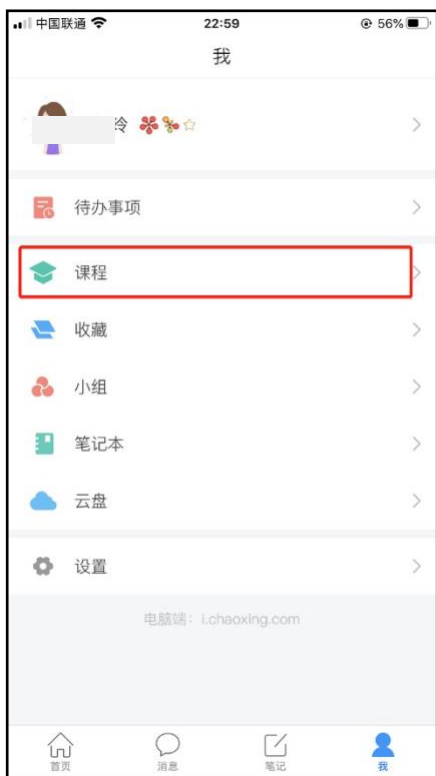 中国联通 22:59 56%
我
玲
待办事项
课程
收藏
小组
笔记本
云盘
设置
电脑端：i.chaoxing.com
首页 消息 笔记 我